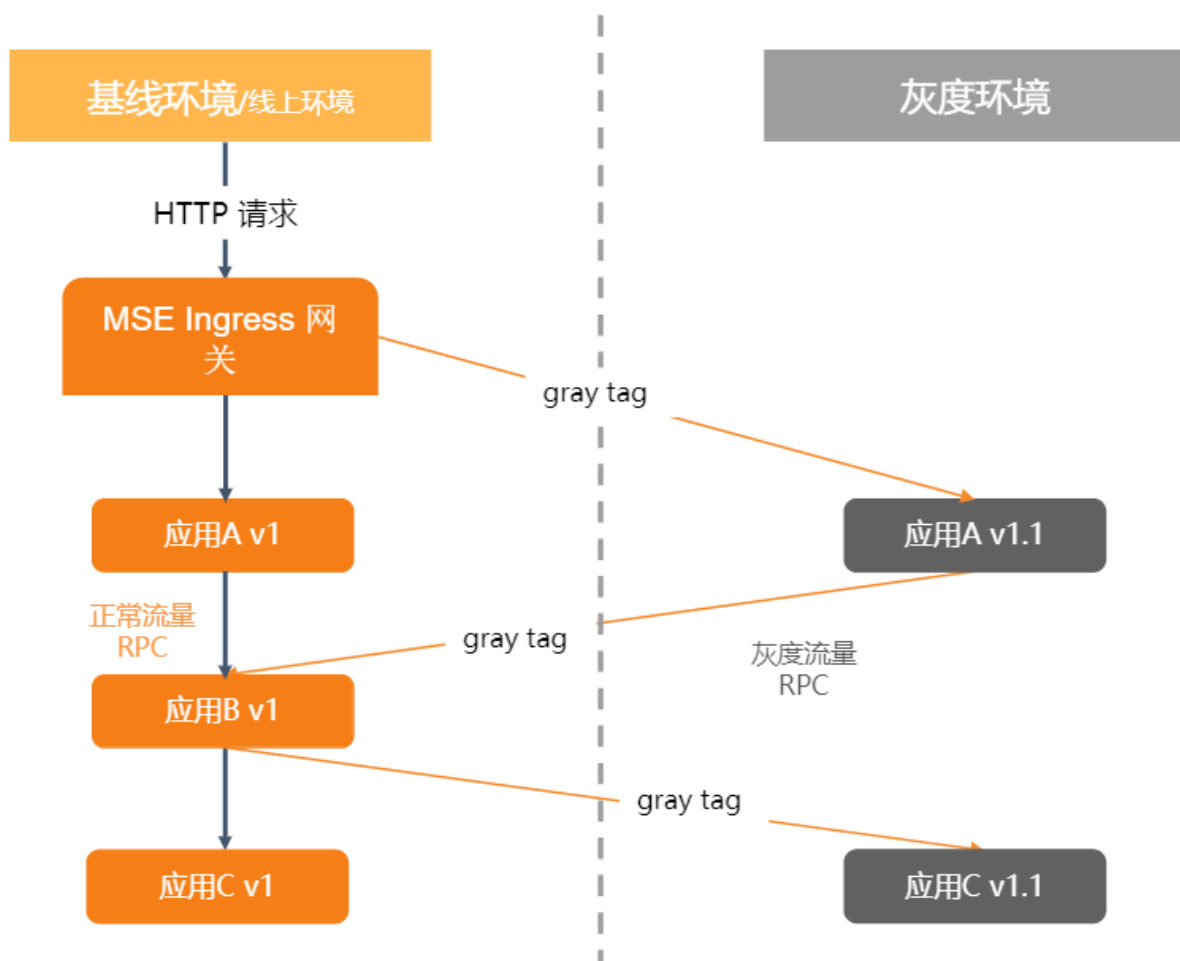 基线环境/线上环境
灰度环境
HTTP 请求
MSE Ingress 网
关
gray tag
应用A v1
应用A v1.1
正常流量
RPC
gray tag
灰度流量
RPC
应用B v1
gray tag
应用C v1
应用C v1.1